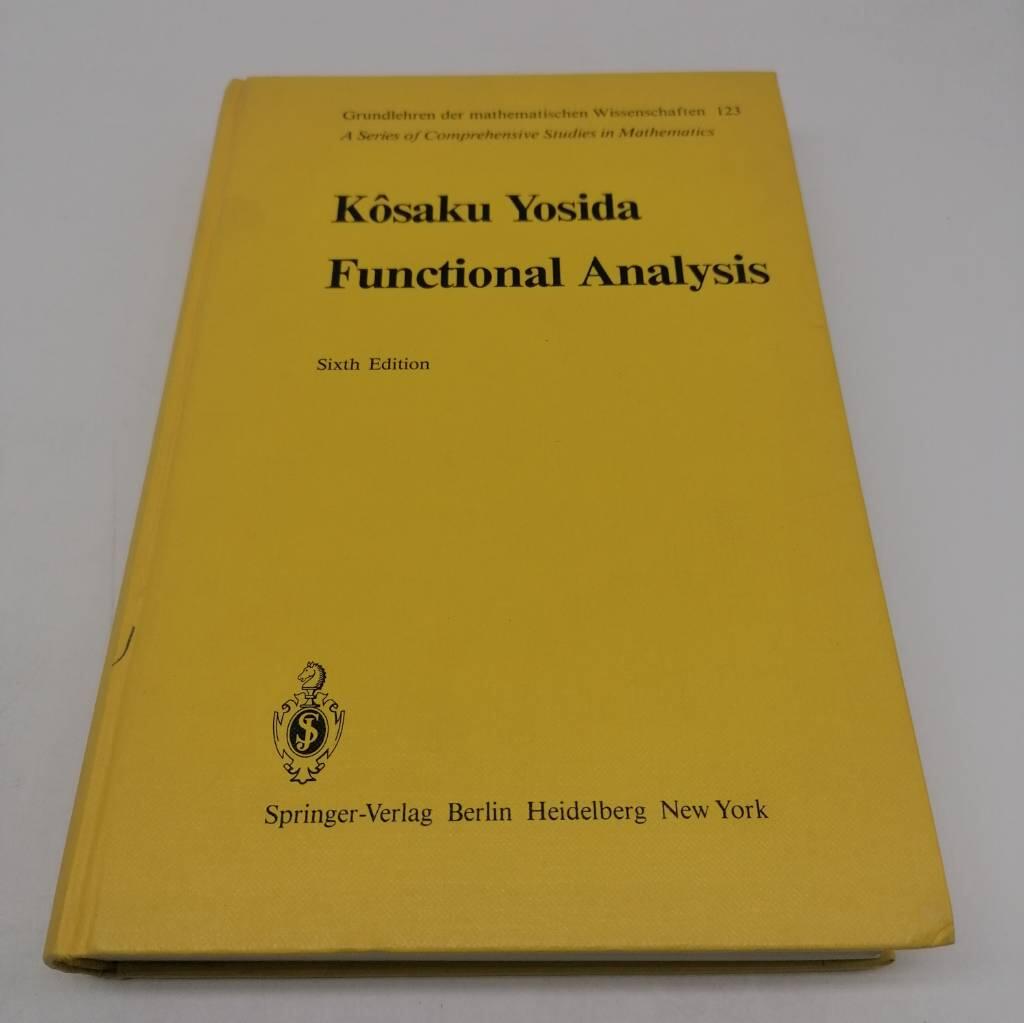 Grundlehren der mathematischen Wissenschaften 123
A Series of Comprehensive Studies in Mathematics
Kôsaku Yosida
Functional Analysis
Sixth Edition
Springer-Verlag Berlin Heidelberg New York